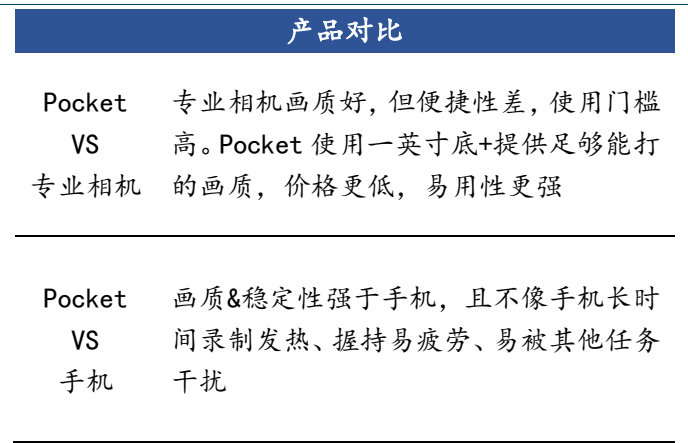 产品对比
Pocket
VS
专业相机
专业相机画质好，但便捷性差，使用门槛
高。Pocket 使用一英寸底+提供足够能打
的画质，价格更低，易用性更强
Pocket
VS
手机
画质&稳定性强于手机，且不像手机长时
间录制发热、握持易疲劳、易被其他任务
干扰